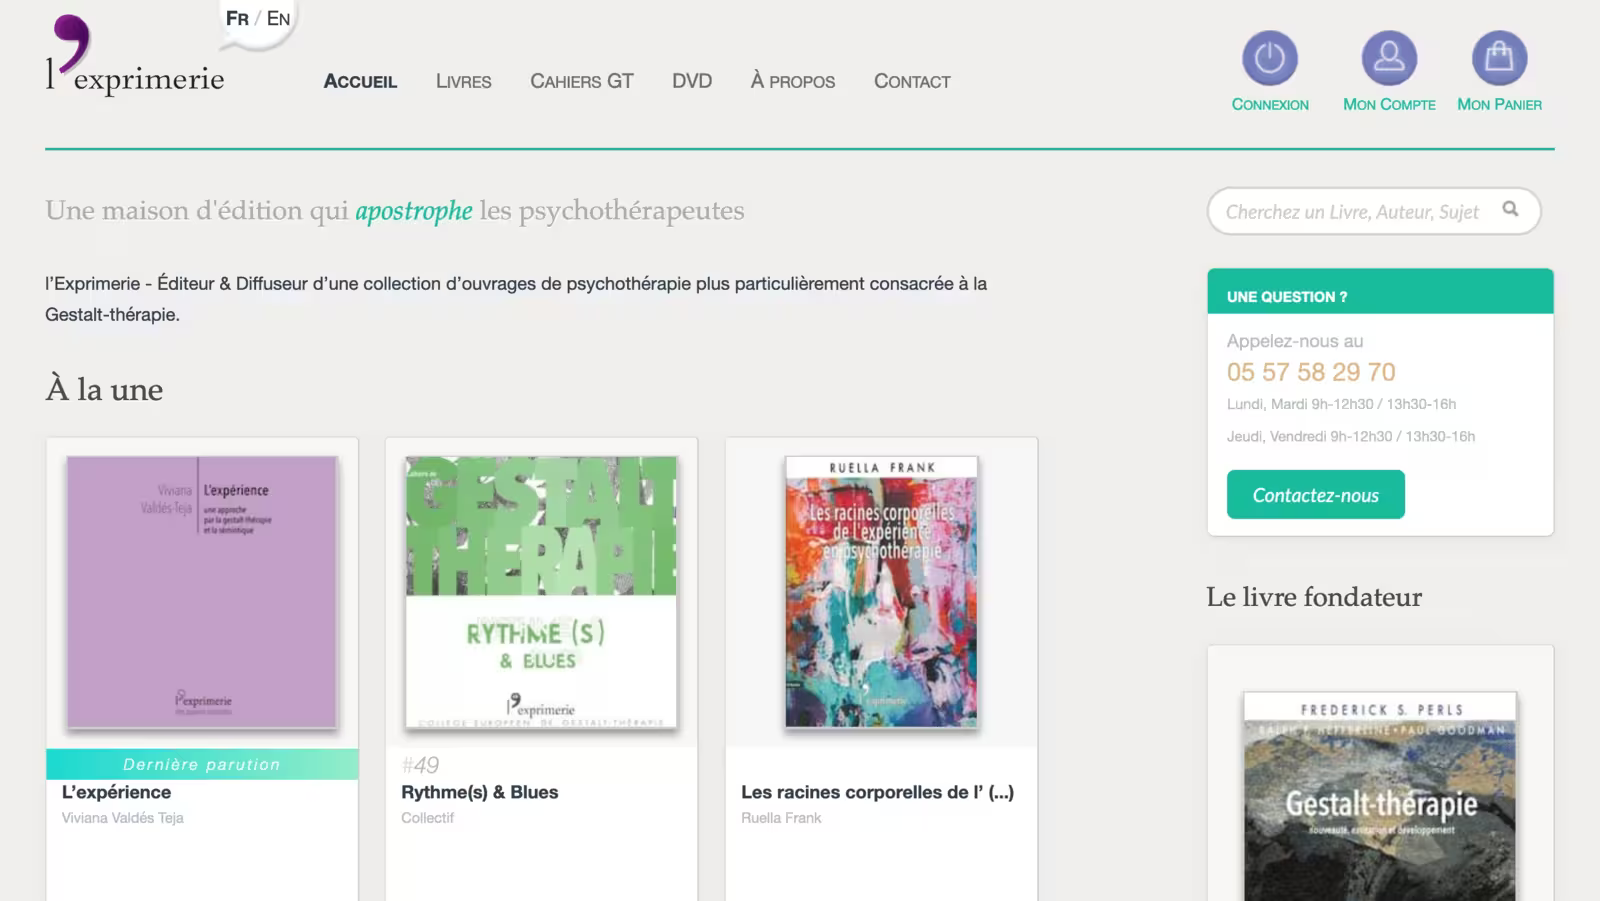 Fr / En
l'exprimerie
Accueil
Livres
Cahiers GT
DVD
À propos
Contact
Connexion
Mon Compte
Mon Panier
Une maison d'édition qui apostrophe les psychothérapeutes
Cherchez un Livre, Auteur, Sujet
l’Exprimerie - Éditeur & Diffuseur d’une collection d’ouvrages de psychothérapie plus particulièrement consacrée à la
Gestalt-thérapie.
UNE QUESTION ?
Appelez-nous au
05 57 58 29 70
Lundi, Mardi 9h-12h30 / 13h30-16h
Jeudi, Vendredi 9h-12h30 / 13h30-16h
Contactez-nous
À la une
Viviana
Valdés-Teja
L'expérience
une approche
par la gestalt-thérapie
et la sémiotique
l'exprimerie
Dernière parution
L’expérience
Viviana Valdés Teja
GESTALT
THÉRAPIE
RYTHME (S)
& BLUES
l'exprimerie
COLLÈGE EUROPÉEN DE GESTALT-THÉRAPIE
#49
Rythme(s) & Blues
Collectif
RUELLA FRANK
Les racines corporelles
de l'expérience
en psychothérapie
l'exprimerie
Les racines corporelles de l’ (...)
Ruella Frank
Le livre fondateur
FREDERICK S. PERLS
RALPH F. HEFFERLINE • PAUL GOODMAN
Gestalt-thérapie
nouveauté, excitation et développement